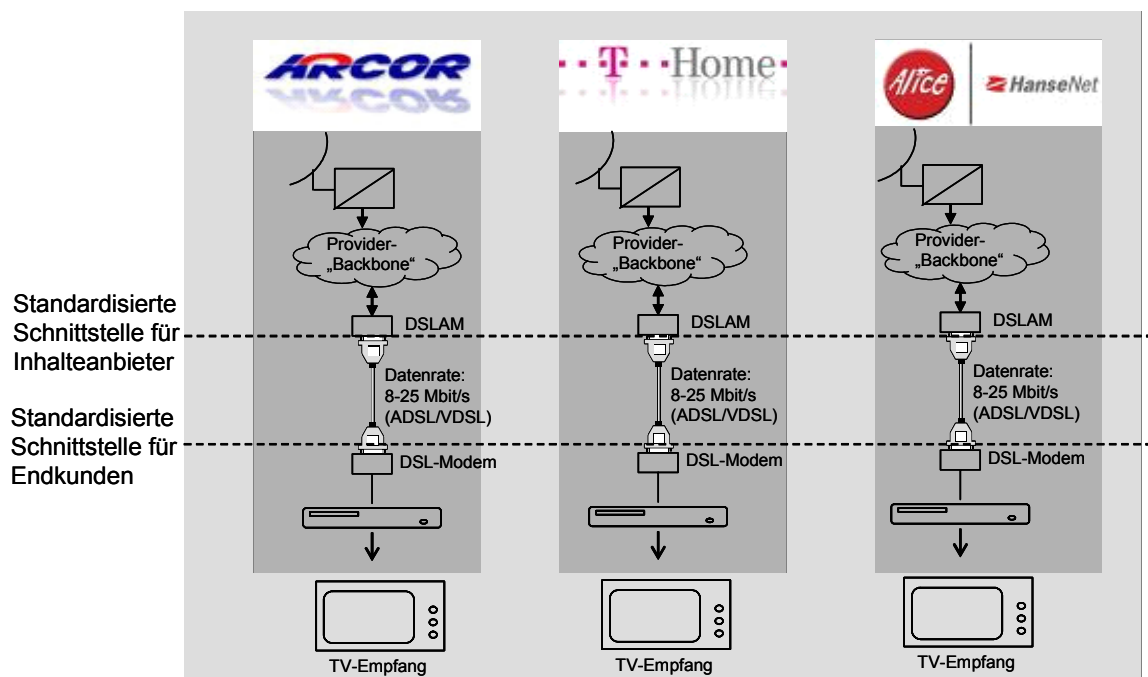 ARCOR
T Home
Alice HanseNet
Provider-
„Backbone“
Provider-
„Backbone“
Provider-
„Backbone“
Standardisierte
Schnittstelle für
Inhalteanbieter
DSLAM
DSLAM
DSLAM
Datenrate:
8-25 Mbit/s
(ADSL/VDSL)
Datenrate:
8-25 Mbit/s
(ADSL/VDSL)
Datenrate:
8-25 Mbit/s
(ADSL/VDSL)
Standardisierte
Schnittstelle für
Endkunden
DSL-Modem
DSL-Modem
DSL-Modem
TV-Empfang
TV-Empfang
TV-Empfang